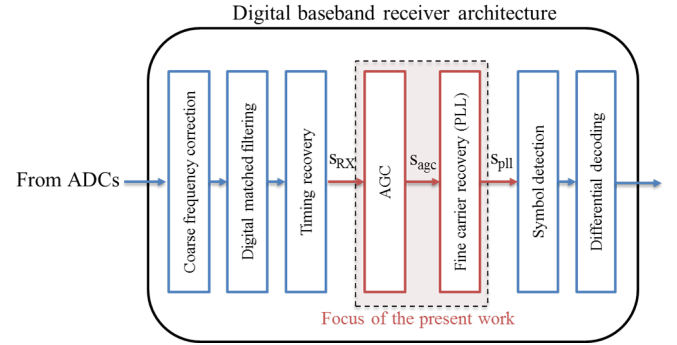 Digital baseband receiver architecture
From ADCs
Coarse frequency correction
Digital matched filtering
Timing recovery
sRX
AGC
sagc
Fine carrier recovery (PLL)
spll
Symbol detection
Differential decoding
Focus of the present work